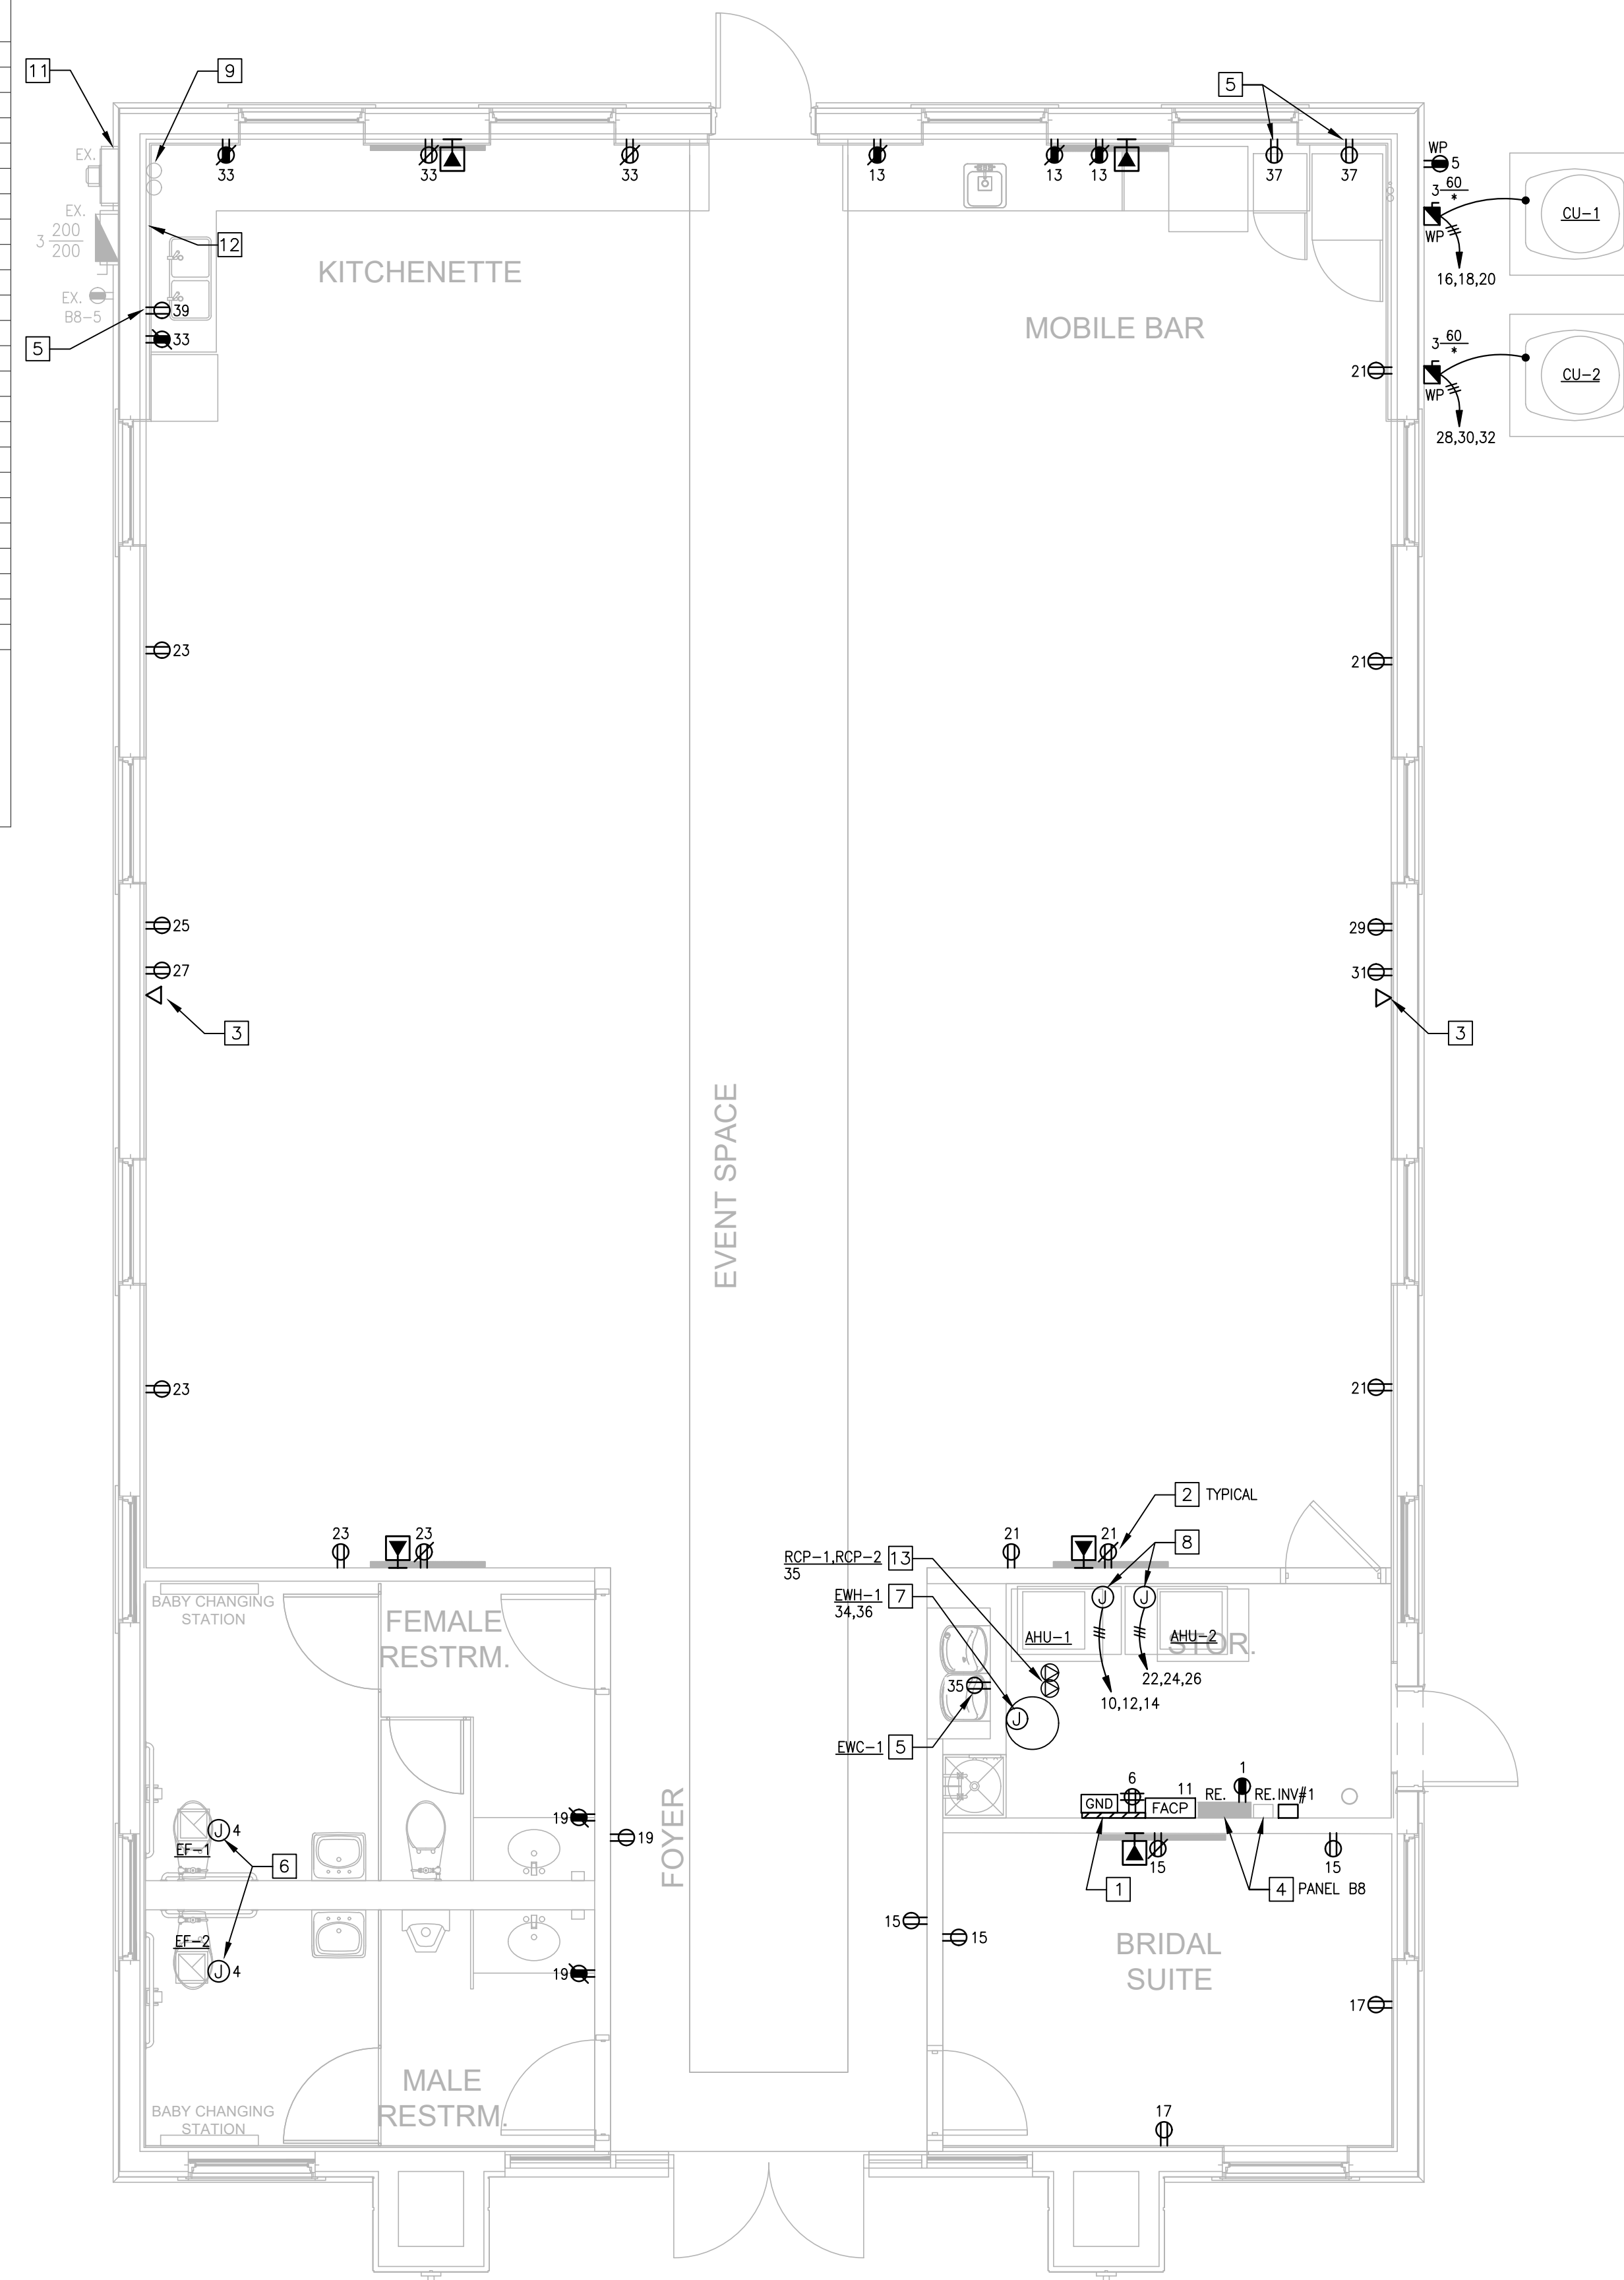 11
9
5
EX.
33
33
33
13
13
13
37
37
WP
5
3 60
*
WP
CU-1
16,18,20
EX.
3 200
200
12
KITCHENETTE
MOBILE BAR
EX.
B8-5
39
33
5
21
3 60
*
WP
CU-2
28,30,32
23
21
25
29
27
31
3
3
EVENT SPACE
23
21
2 TYPICAL
23
23
21
21
8
RCP-1,RCP-2 13
35
EWH-1 7
34,36
BABY CHANGING
STATION
FEMALE
RESTRM.
AHU-1
AHU-2
STOR.
22,24,26
10,12,14
35
J
J
J
EWC-1 5
6
11
RE.
1
RE.
INV#1
GND
FACP
19
19
FOYER
J 4
EF-1
6
15
15
1
4 PANEL B8
15
15
EF-2
J 4
19
BRIDAL
SUITE
17
MALE
RESTRM.
BABY CHANGING
STATION
17